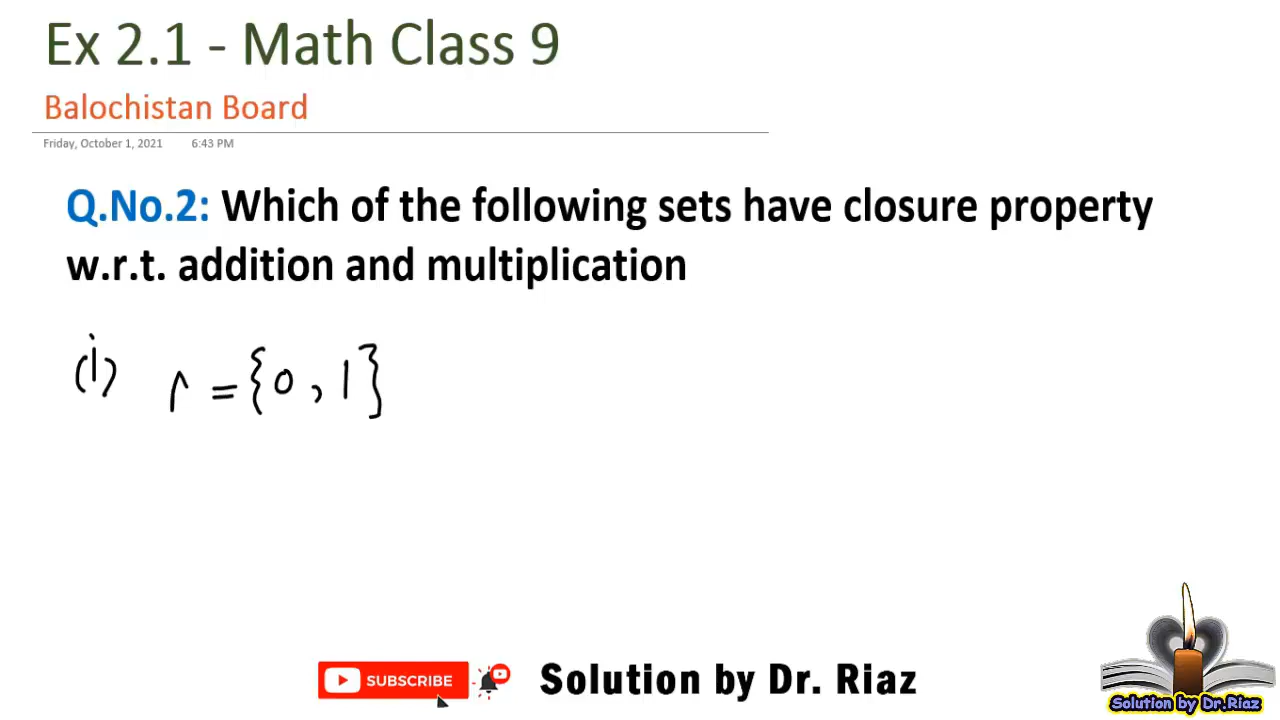 Ex 2.1 - Math Class 9
Balochistan Board
Friday, October 1, 2021 6:43 PM
Q.No.2: Which of the following sets have closure property
w.r.t. addition and multiplication
(i) = {0, 1}
SUBSCRIBE
Solution by Dr. Riaz
Solution by Dr.Riaz